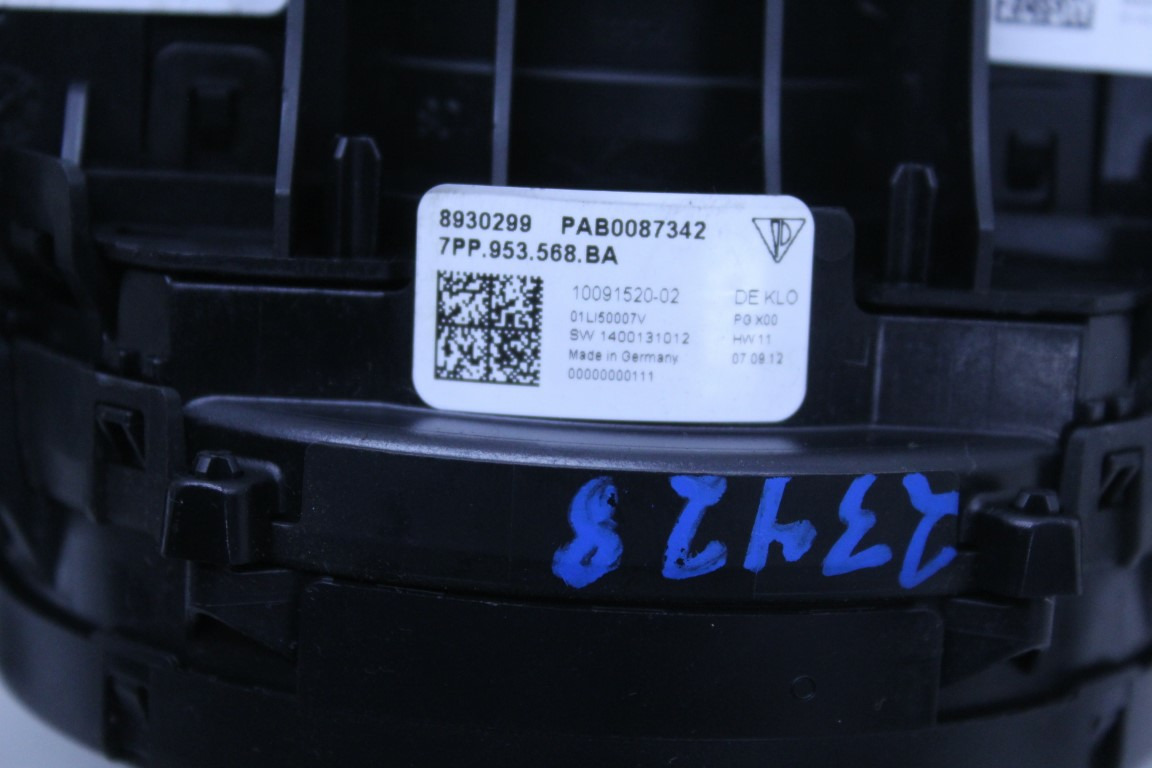 8930299 PAB0087342
7PP.953.568.BA
10091520-02 DE KLO
01LI50007V PG X00
SW 1400131012 HW 11
Made in Germany 07.09.12
00000000111
23428